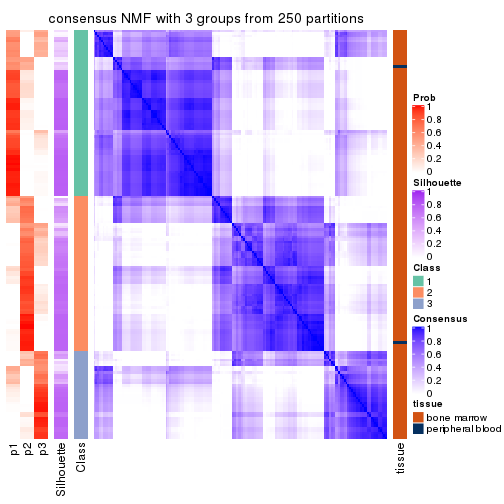 consensus NMF with 3 groups from 250 partitions
Prob
1
0.8
0.6
0.4
0.2
0
Silhouette
1
0.8
0.6
0.4
0.2
0
Class
1
2
3
Consensus
1
0.8
0.6
0.4
0.2
0
tissue
bone marrow
peripheral blood
p1
p2
p3
Silhouette
Class
tissue